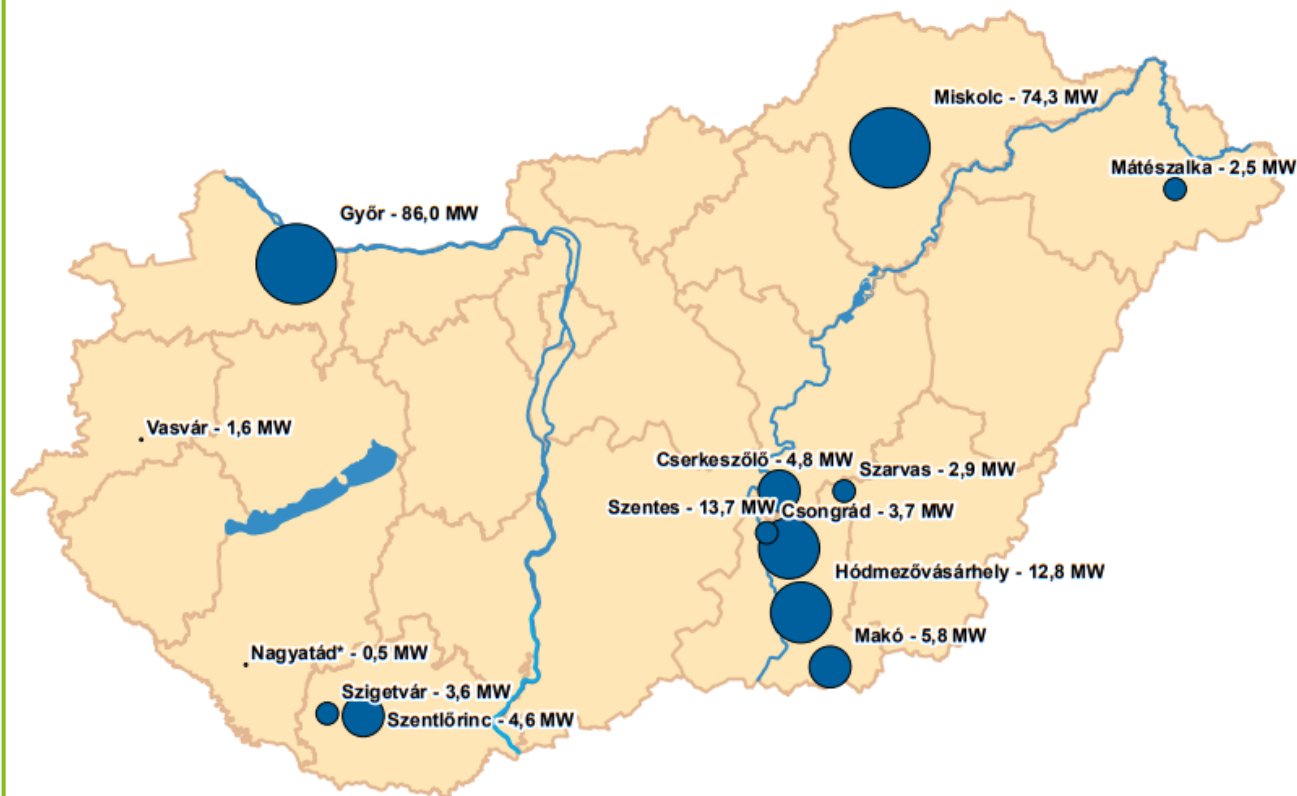 Miskolc - 74,3 MW
Mátészalka - 2,5 MW
Győr - 86,0 MW
Vasvár - 1,6 MW
Cserkeszőlő - 4,8 MW
Szarvas - 2,9 MW
Szentes - 13,7 MW
Csongrád - 3,7 MW
Hódmezővásárhely - 12,8 MW
Makó - 5,8 MW
Nagyatád* - 0,5 MW
Szigetvár - 3,6 MW
Szentlőrinc - 4,6 MW